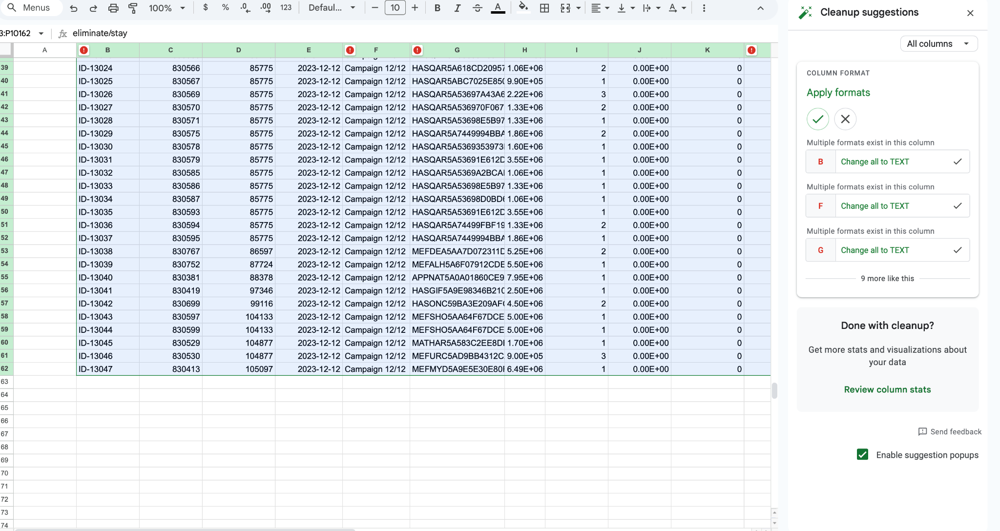 Menus 100% $ % .0 .00 123 Defaul... 10 B I A
3:P10162 fx eliminate/stay
A B C D E F G H I J K
39 ID-13024 830566 85775 2023-12-12 Campaign 12/12 HASQAR5A618CD20957 1.06E+06 2 0.00E+00 0
40 ID-13025 830567 85775 2023-12-12 Campaign 12/12 HASQAR5ABC7025E850 9.90E+05 1 0.00E+00 0
41 ID-13026 830569 85775 2023-12-12 Campaign 12/12 HASQAR5A53697A43A6 2.22E+06 3 0.00E+00 0
42 ID-13027 830570 85775 2023-12-12 Campaign 12/12 HASQAR5A536970F067 1.33E+06 2 0.00E+00 0
43 ID-13028 830571 85775 2023-12-12 Campaign 12/12 HASQAR5A53698E5B97 1.33E+06 1 0.00E+00 0
44 ID-13029 830575 85775 2023-12-12 Campaign 12/12 HASQAR5A7449994BBA 1.86E+06 2 0.00E+00 0
45 ID-13030 830578 85775 2023-12-12 Campaign 12/12 HASQAR5A5369353973 1.60E+06 1 0.00E+00 0
46 ID-13031 830579 85775 2023-12-12 Campaign 12/12 HASQAR5A53691E612D 3.55E+06 1 0.00E+00 0
47 ID-13032 830585 85775 2023-12-12 Campaign 12/12 HASQAR5A5369A2BCA 1.06E+06 1 0.00E+00 0
48 ID-13033 830586 85775 2023-12-12 Campaign 12/12 HASQAR5A53698E5B97 1.33E+06 1 0.00E+00 0
49 ID-13034 830587 85775 2023-12-12 Campaign 12/12 HASQAR5A53698D0BD6 1.06E+06 1 0.00E+00 0
50 ID-13035 830593 85775 2023-12-12 Campaign 12/12 HASQAR5A53691E612D 3.55E+06 1 0.00E+00 0
51 ID-13036 830594 85775 2023-12-12 Campaign 12/12 HASQAR5A74499FBF19 1.33E+06 2 0.00E+00 0
52 ID-13037 830595 85775 2023-12-12 Campaign 12/12 HASQAR5A7449994BBA 1.86E+06 1 0.00E+00 0
53 ID-13038 830767 86597 2023-12-12 Campaign 12/12 MEFDEA5AA7D072311D 5.25E+06 2 0.00E+00 0
54 ID-13039 830752 87724 2023-12-12 Campaign 12/12 MEFALH5A6F07912CDE 5.50E+06 1 0.00E+00 0
55 ID-13040 830381 88378 2023-12-12 Campaign 12/12 APPNAT5A0A01860CE9 7.95E+06 1 0.00E+00 0
56 ID-13041 830419 97346 2023-12-12 Campaign 12/12 HASGIF5A9E98346B210 2.50E+06 1 0.00E+00 0
57 ID-13042 830699 99116 2023-12-12 Campaign 12/12 HASONC59BA3E209AF 4.50E+06 2 0.00E+00 0
58 ID-13043 830597 104133 2023-12-12 Campaign 12/12 MEFSHO5AA64F67DCE 5.00E+06 1 0.00E+00 0
59 ID-13044 830599 104133 2023-12-12 Campaign 12/12 MEFSHO5AA64F67DCE 5.00E+06 1 0.00E+00 0
60 ID-13045 830529 104877 2023-12-12 Campaign 12/12 MATHAR5A583C2EE8D 1.70E+06 1 0.00E+00 0
61 ID-13046 830530 104877 2023-12-12 Campaign 12/12 MEFURC5AD9BB4312C 9.00E+05 3 0.00E+00 0
62 ID-13047 830413 105097 2023-12-12 Campaign 12/12 MEFMYD5A9E5E30E80 6.49E+06 1 0.00E+00 0
63
64
65
66
67
68
69
70
71
72
73
74
Cleanup suggestions
All columns
COLUMN FORMAT
Apply formats
Multiple formats exist in this column
B Change all to TEXT
Multiple formats exist in this column
F Change all to TEXT
Multiple formats exist in this column
G Change all to TEXT
9 more like this
Done with cleanup?
Get more stats and visualizations about
your data
Review column stats
Send feedback
Enable suggestion popups